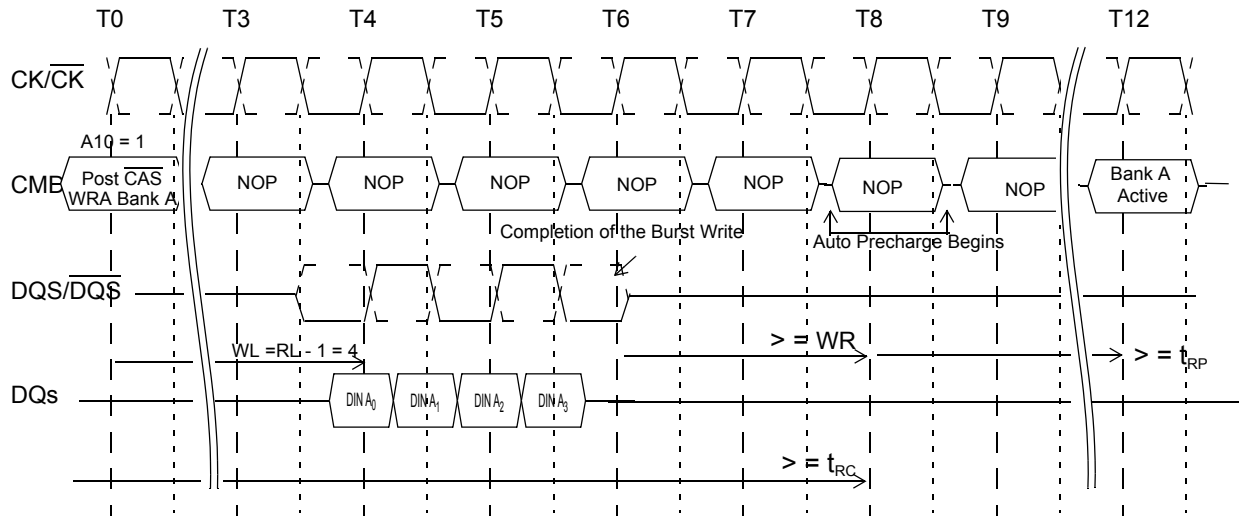 T0 T3 T4 T5 T6 T7 T8 T9 T12
CK/CK
A10 = 1
CMB
Post CAS
WRA Bank A
NOP NOP NOP NOP NOP NOP NOP
Bank A
Active
Completion of the Burst Write
Auto Precharge Begins
DQS/DQS
WL =RL - 1 = 4
> = WR
> = tRP
DQs
DIN A0 DIN A1 DIN A2 DIN A3
> = tRC